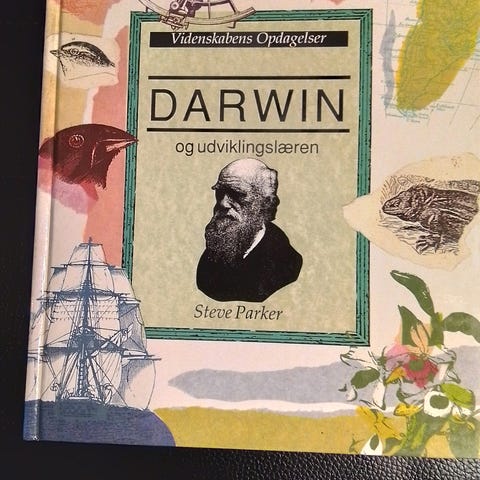 Videnskabens Opdagelser
DARWIN
og udviklingslæren
Steve Parker